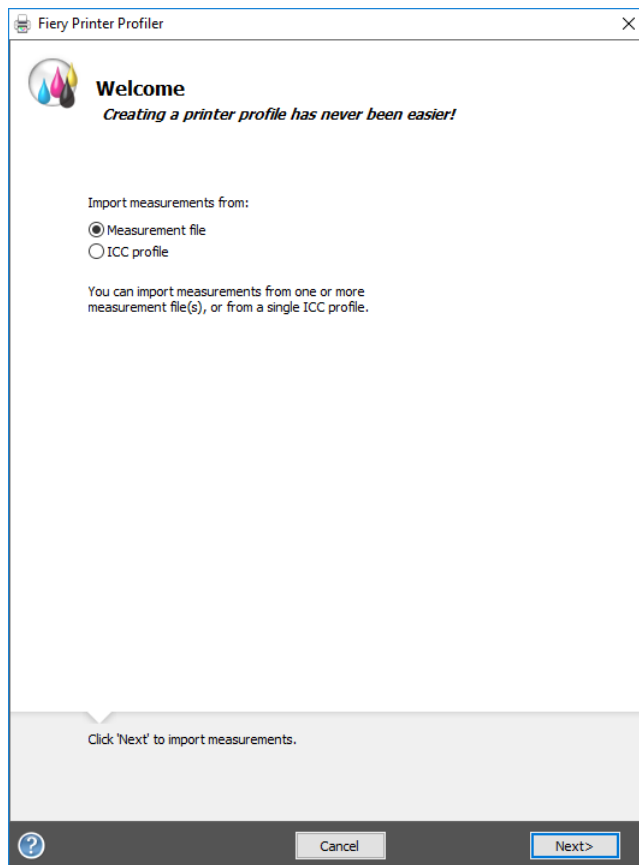 Fiery Printer Profiler
Welcome
Creating a printer profile has never been easier!
Import measurements from:
Measurement file
ICC profile
You can import measurements from one or more
measurement file(s), or from a single ICC profile.
Click 'Next' to import measurements.
?
Cancel
Next>